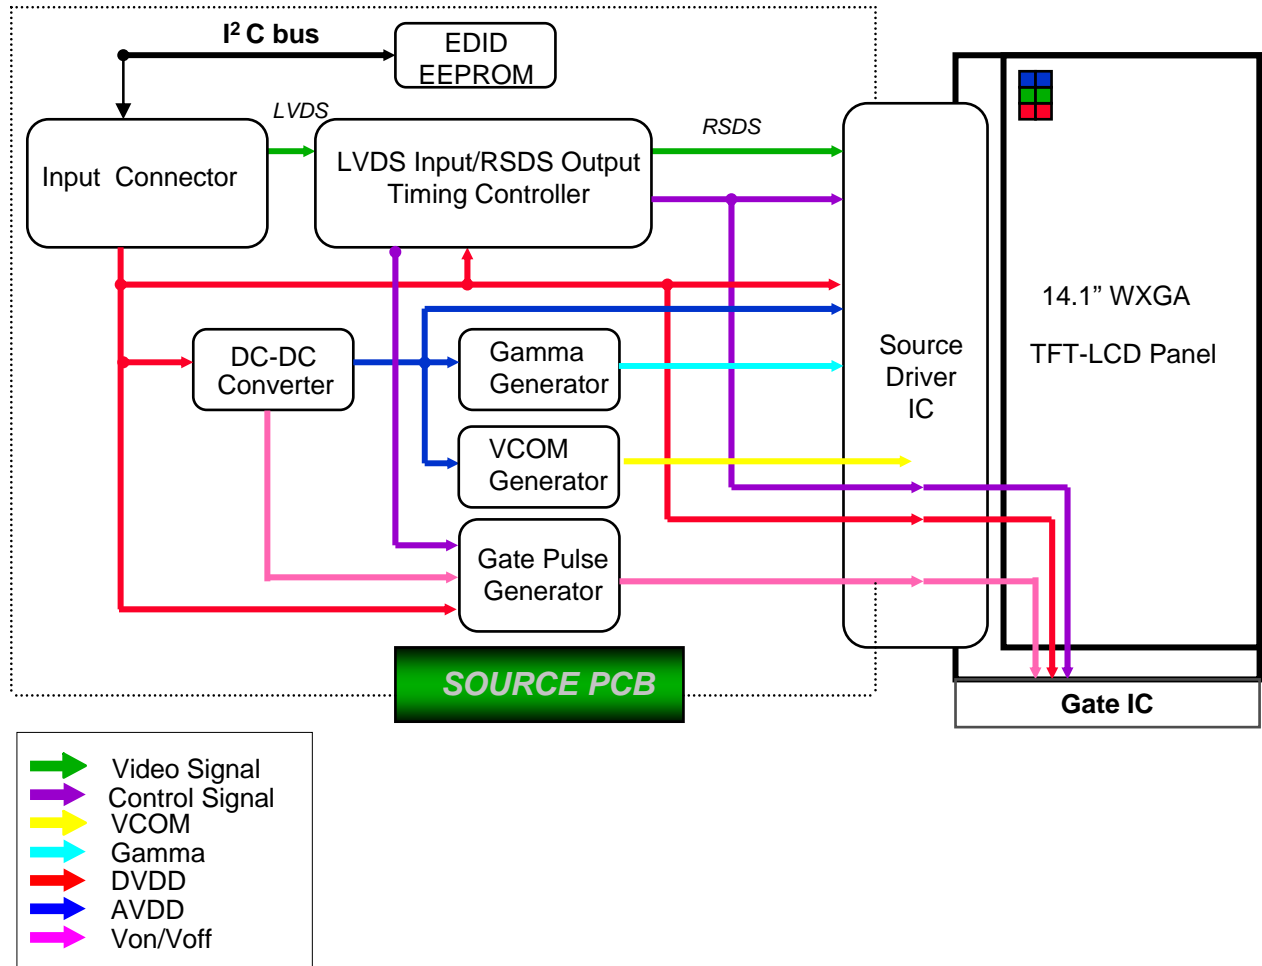 I² C bus
EDID
EEPROM
LVDS
RSDS
Input Connector
LVDS Input/RSDS Output
Timing Controller
DC-DC
Converter
Gamma
Generator
VCOM
Generator
Gate Pulse
Generator
Source
Driver
IC
14.1” WXGA
TFT-LCD Panel
SOURCE PCB
Gate IC
Video Signal
Control Signal
VCOM
Gamma
DVDD
AVDD
Von/Voff